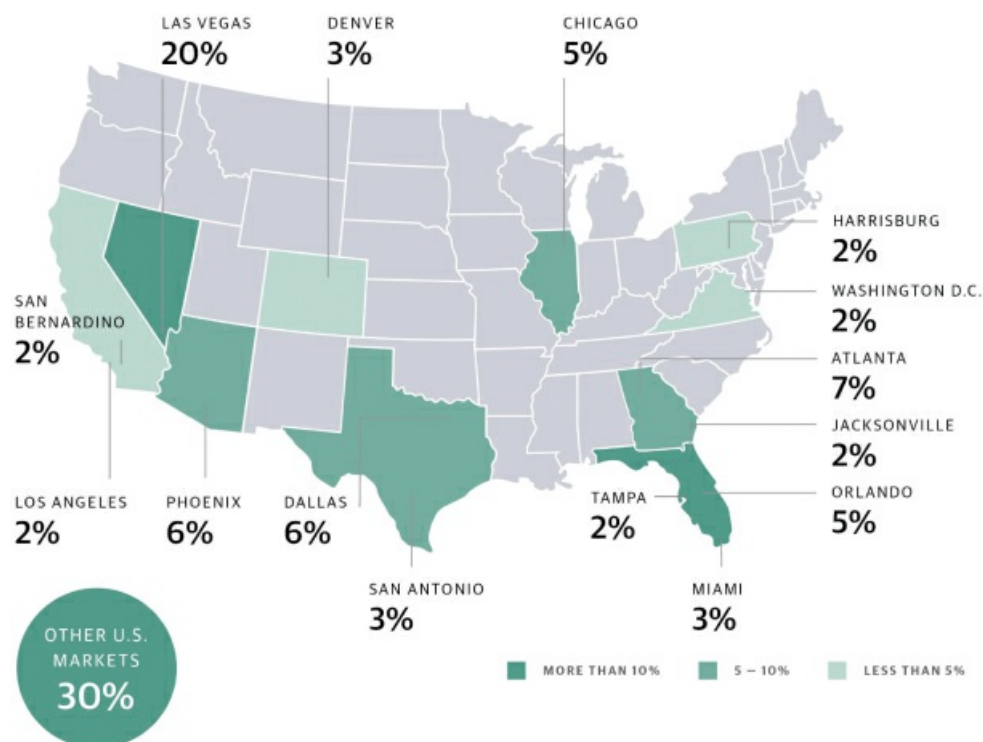 LAS VEGAS
20%
DENVER
3%
CHICAGO
5%
HARRISBURG
2%
WASHINGTON D.C.
2%
SAN
BERNARDINO
2%
ATLANTA
7%
JACKSONVILLE
2%
LOS ANGELES
2%
PHOENIX
6%
DALLAS
6%
TAMPA
2%
ORLANDO
5%
SAN ANTONIO
3%
MIAMI
3%
OTHER U.S.
MARKETS
30%
MORE THAN 10%
5 – 10%
LESS THAN 5%